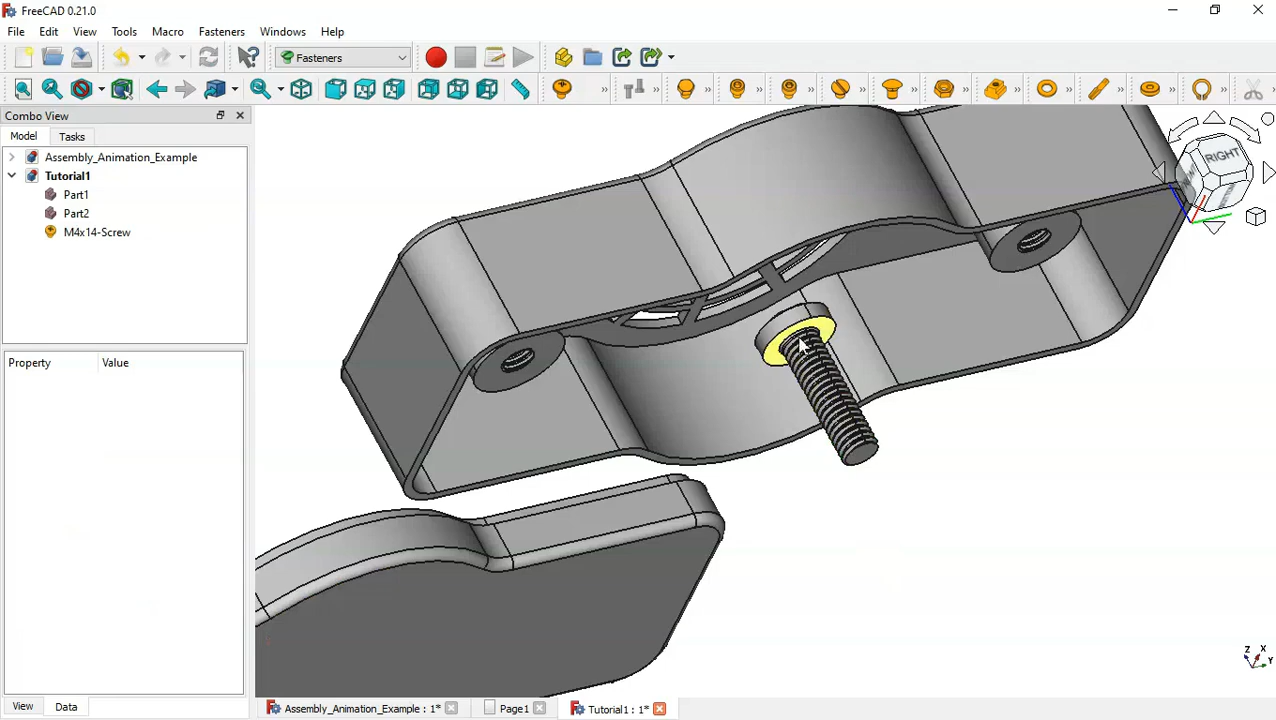 FreeCAD 0.21.0
File Edit View Tools Macro Fasteners Windows Help
Fasteners
Combo View
Model Tasks
Assembly_Animation_Example
Tutorial1
Part1
Part2
M4x14-Screw
Property Value
RIGHT
Z X
Y
View Data
Assembly_Animation_Example : 1* Page1 Tutorial1 : 1*